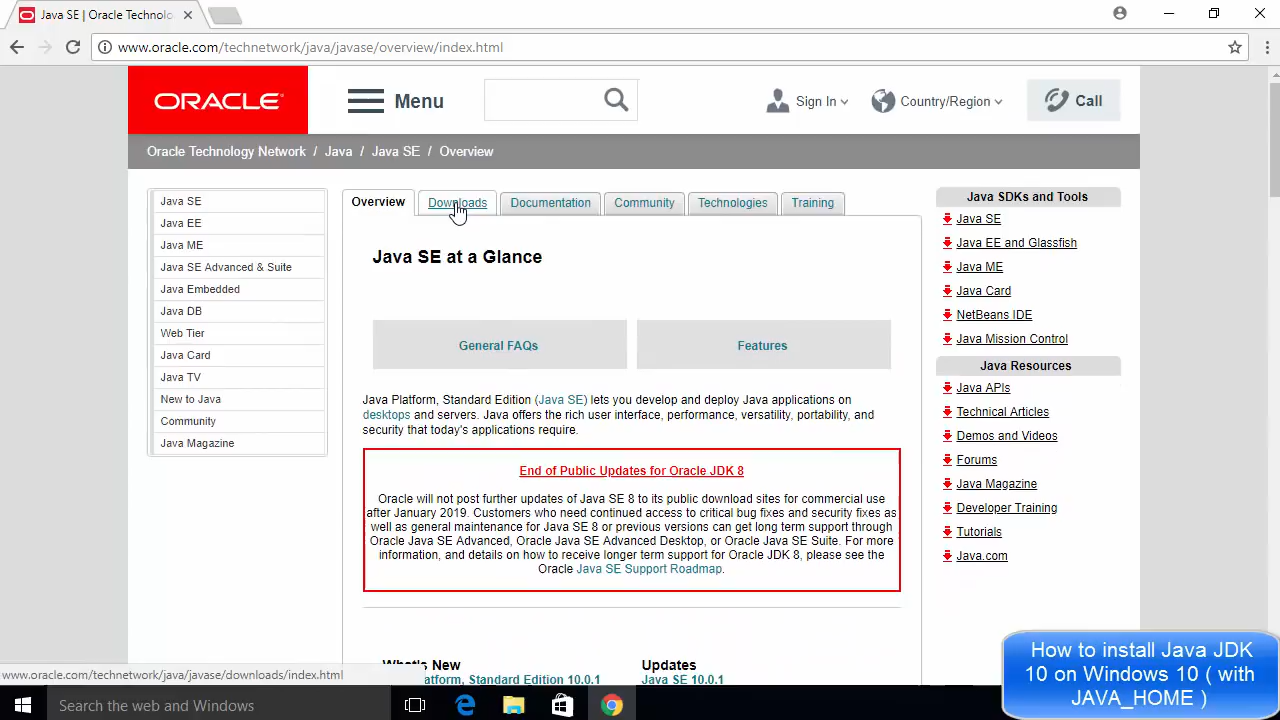 Java SE | Oracle Technolo
www.oracle.com/technetwork/java/javase/overview/index.html
ORACLE
Menu
Sign In
Country/Region
Call
Oracle Technology Network / Java / Java SE / Overview
Java SE
Java EE
Java ME
Java SE Advanced & Suite
Java Embedded
Java DB
Web Tier
Java Card
Java TV
New to Java
Community
Java Magazine
Overview Downloads Documentation Community Technologies Training
Java SE at a Glance
General FAQs
Features
Java Platform, Standard Edition (Java SE) lets you develop and deploy Java applications on
desktops and servers. Java offers the rich user interface, performance, versatility, portability, and
security that today's applications require.
End of Public Updates for Oracle JDK 8
Oracle will not post further updates of Java SE 8 to its public download sites for commercial use
after January 2019. Customers who need continued access to critical bug fixes and security fixes as
well as general maintenance for Java SE 8 or previous versions can get long term support through
Oracle Java SE Advanced, Oracle Java SE Advanced Desktop, or Oracle Java SE Suite. For more
information, and details on how to receive longer term support for Oracle JDK 8, please see the
Oracle Java SE Support Roadmap.
What's New
atform, Standard Edition 10.0.1
Updates
Java SE 10.0.1
Java SDKs and Tools
Java SE
Java EE and Glassfish
Java ME
Java Card
NetBeans IDE
Java Mission Control
Java Resources
Java APIs
Technical Articles
Demos and Videos
Forums
Java Magazine
Developer Training
Tutorials
Java.com
www.oracle.com/technetwork/java/javase/downloads/index.html
How to install Java JDK
10 on Windows 10 ( with
JAVA_HOME )
Search the web and Windows